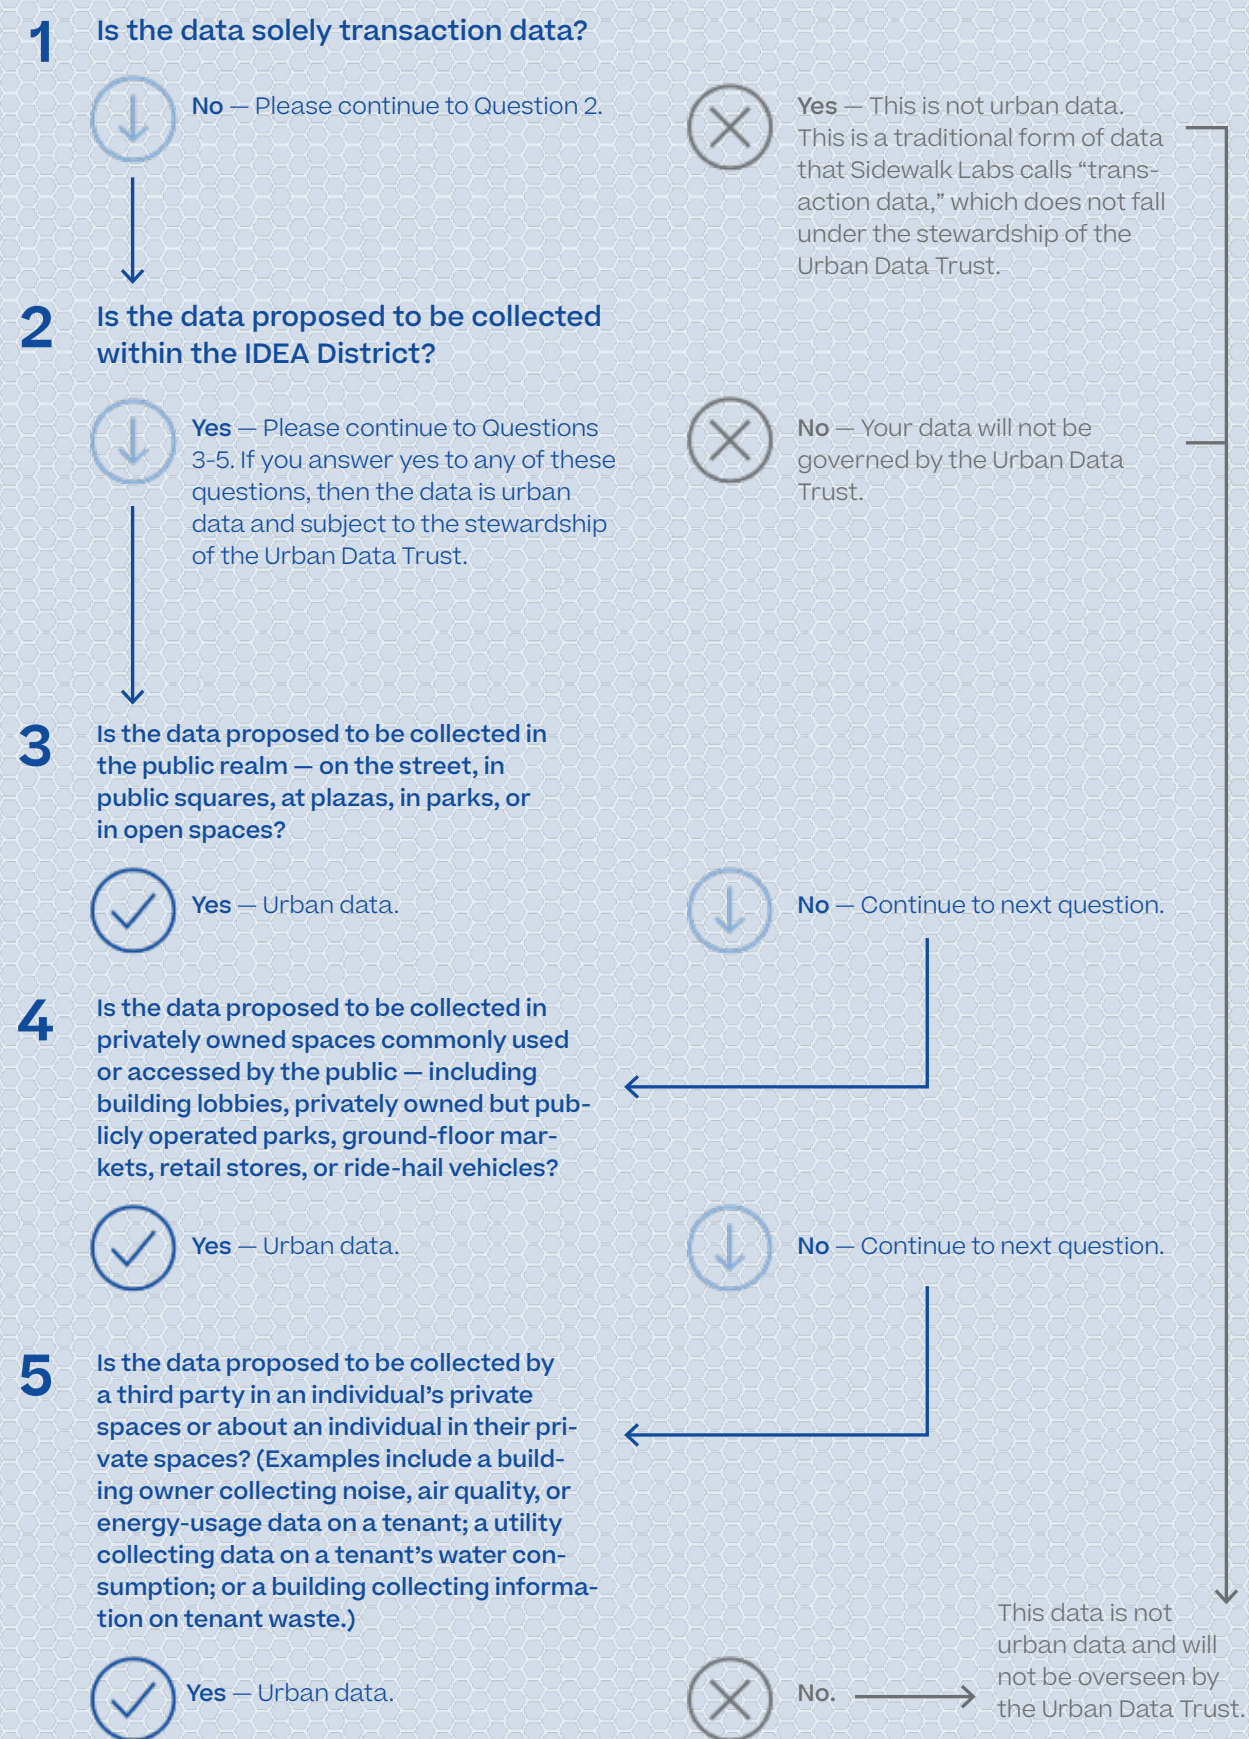 1
Is the data solely transaction data?
No — Please continue to Question 2.
Yes — This is not urban data.
This is a traditional form of data
that Sidewalk Labs calls “trans-
action data,” which does not fall
under the stewardship of the
Urban Data Trust.
2
Is the data proposed to be collected
within the IDEA District?
Yes — Please continue to Questions
3-5. If you answer yes to any of these
questions, then the data is urban
data and subject to the stewardship
of the Urban Data Trust.
No — Your data will not be
governed by the Urban Data
Trust.
3
Is the data proposed to be collected in
the public realm — on the street, in
public squares, at plazas, in parks, or
in open spaces?
Yes — Urban data.
No — Continue to next question.
4
Is the data proposed to be collected in
privately owned spaces commonly used
or accessed by the public — including
building lobbies, privately owned but pub-
licly operated parks, ground-floor mar-
kets, retail stores, or ride-hail vehicles?
Yes — Urban data.
No — Continue to next question.
5
Is the data proposed to be collected by
a third party in an individual’s private
spaces or about an individual in their pri-
vate spaces? (Examples include a build-
ing owner collecting noise, air quality, or
energy-usage data on a tenant; a utility
collecting data on a tenant’s water con-
sumption; or a building collecting informa-
tion on tenant waste.)
Yes — Urban data.
No.
This data is not
urban data and will
not be overseen by
the Urban Data Trust.